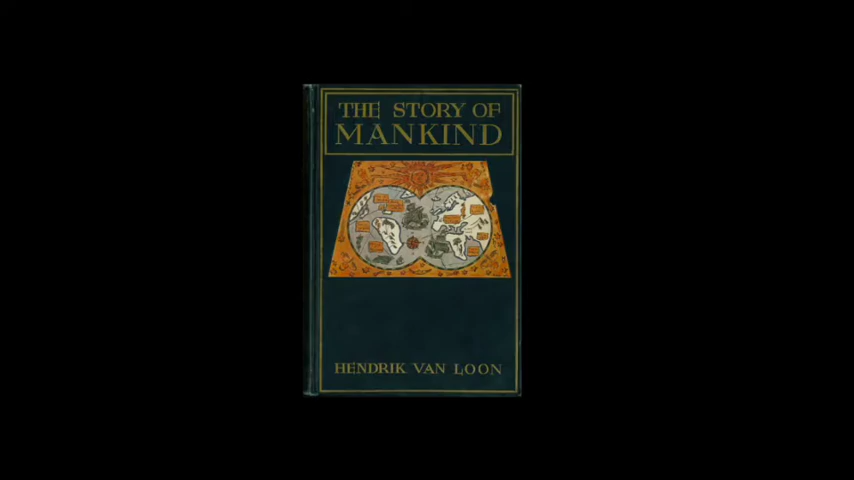 THE STORY OF
MANKIND
HENDRIK VAN LOON